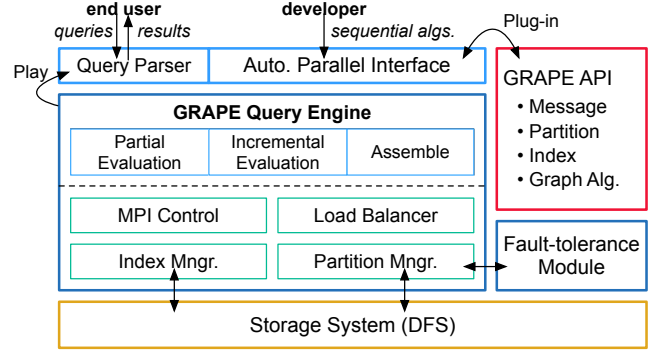 end user
developer
queries
results
sequential algs.
Plug-in
Play
Query Parser
Auto. Parallel Interface
GRAPE API
• Message
• Partition
• Index
• Graph Alg.
GRAPE Query Engine
Partial
Evaluation
Incremental
Evaluation
Assemble
MPI Control
Load Balancer
Index Mngr.
Partition Mngr.
Fault-tolerance
Module
Storage System (DFS)